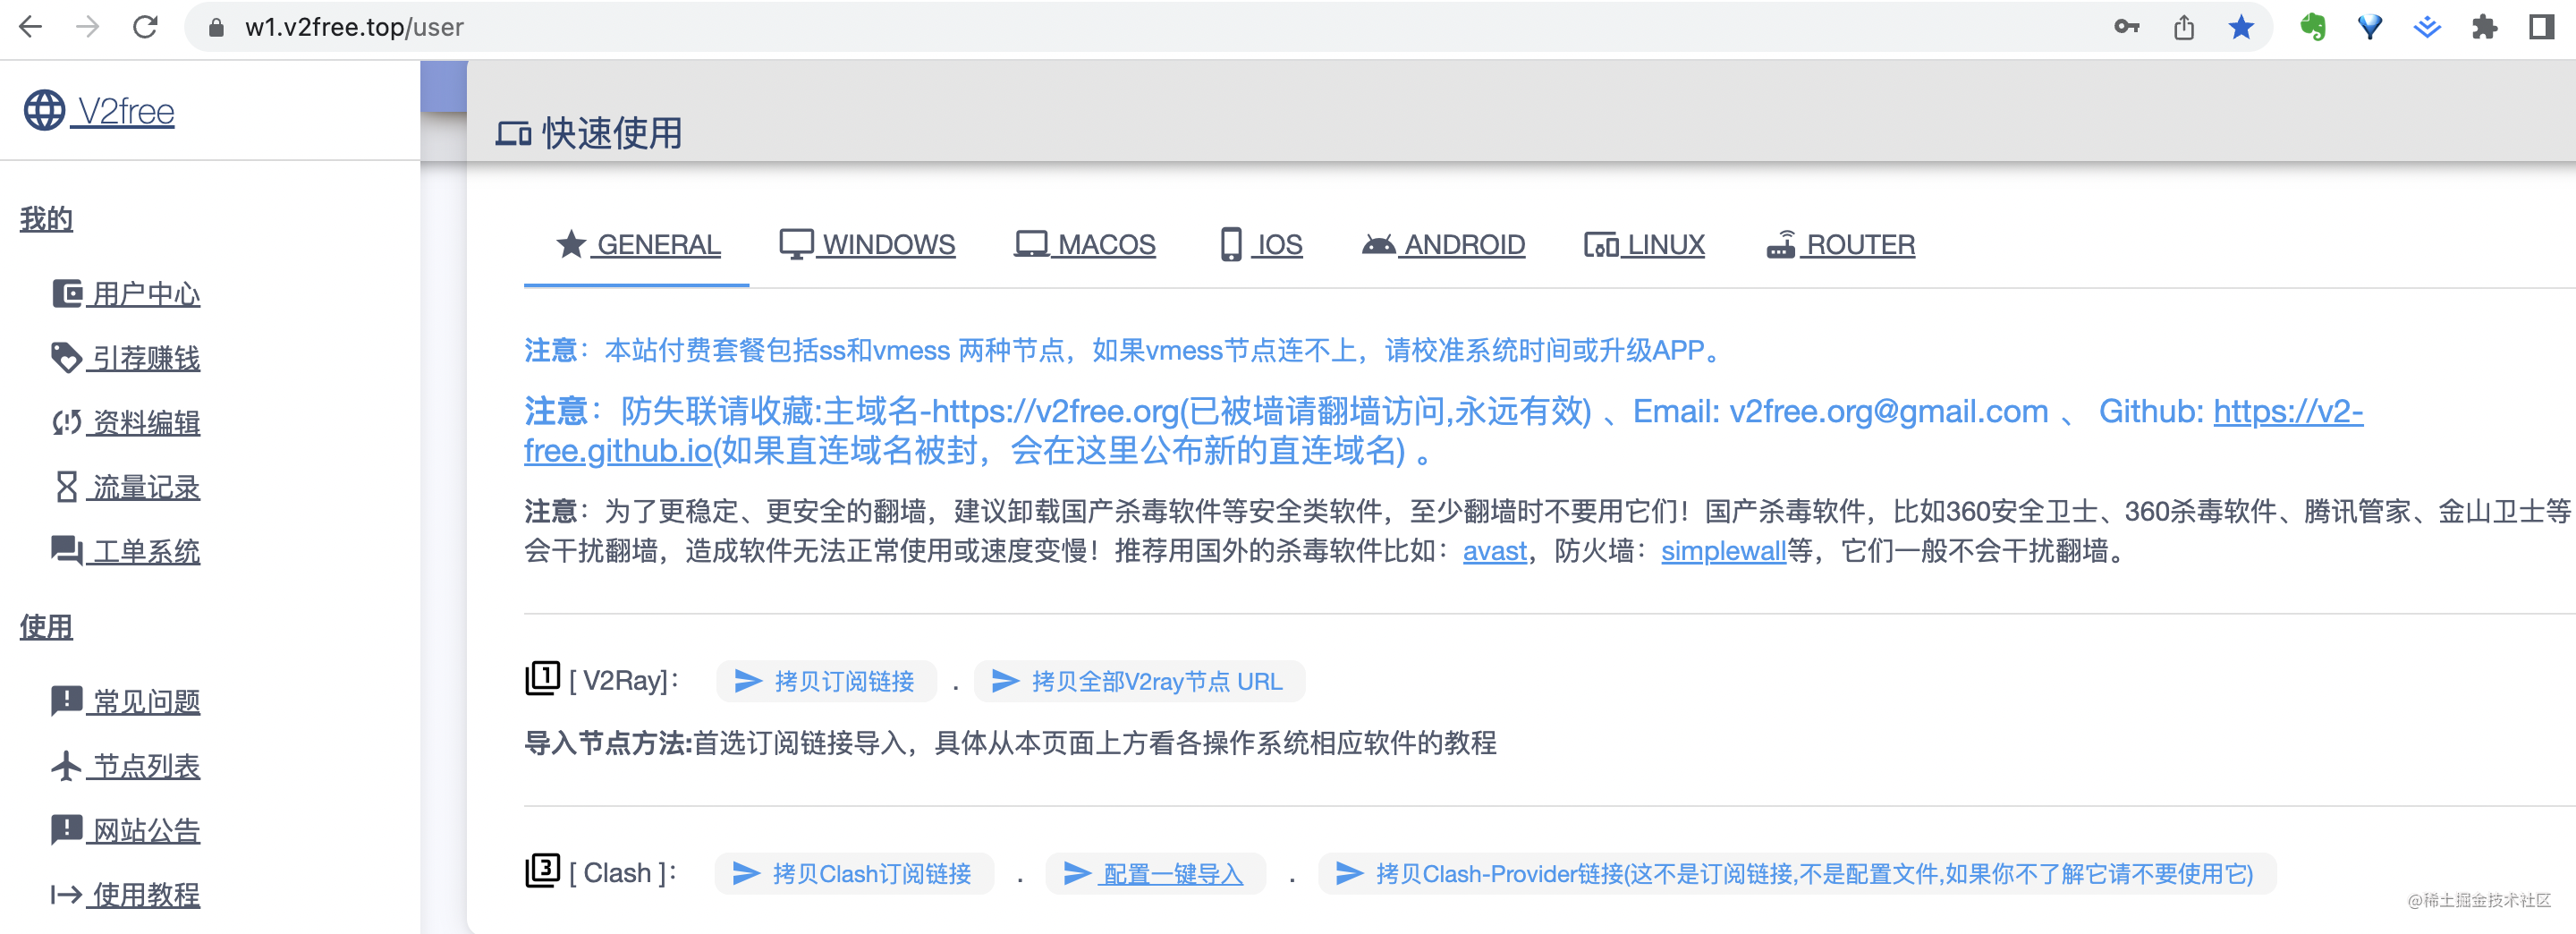 w1.v2free.top/user
V2free
快速使用
我的
GENERAL WINDOWS MACOS IOS ANDROID LINUX ROUTER
用户中心
注意：本站付费套餐包括ss和vmess 两种节点，如果vmess节点连不上，请校准系统时间或升级APP。
引荐赚钱
注意：防失联请收藏:主域名-https://v2free.org(已被墙请翻墙访问,永远有效) 、Email: v2free.org@gmail.com 、 Github: https://v2-
资料编辑
free.github.io(如果直连域名被封，会在这里公布新的直连域名) 。
流量记录
注意：为了更稳定、更安全的翻墙，建议卸载国产杀毒软件等安全类软件，至少翻墙时不要用它们！国产杀毒软件，比如360安全卫士、360杀毒软件、腾讯管家、金山卫士等
工单系统
会干扰翻墙，造成软件无法正常使用或速度变慢！推荐用国外的杀毒软件比如：avast，防火墙：simplewall等，它们一般不会干扰翻墙。
使用
1 [ V2Ray]： 拷贝订阅链接 . 拷贝全部V2ray节点 URL
常见问题
导入节点方法:首选订阅链接导入，具体从本页面上方看各操作系统相应软件的教程
节点列表
网站公告
3 [ Clash ]： 拷贝Clash订阅链接 . 配置一键导入 . 拷贝Clash-Provider链接(这不是订阅链接,不是配置文件,如果你不了解它请不要使用它)
使用教程
@稀土掘金技术社区